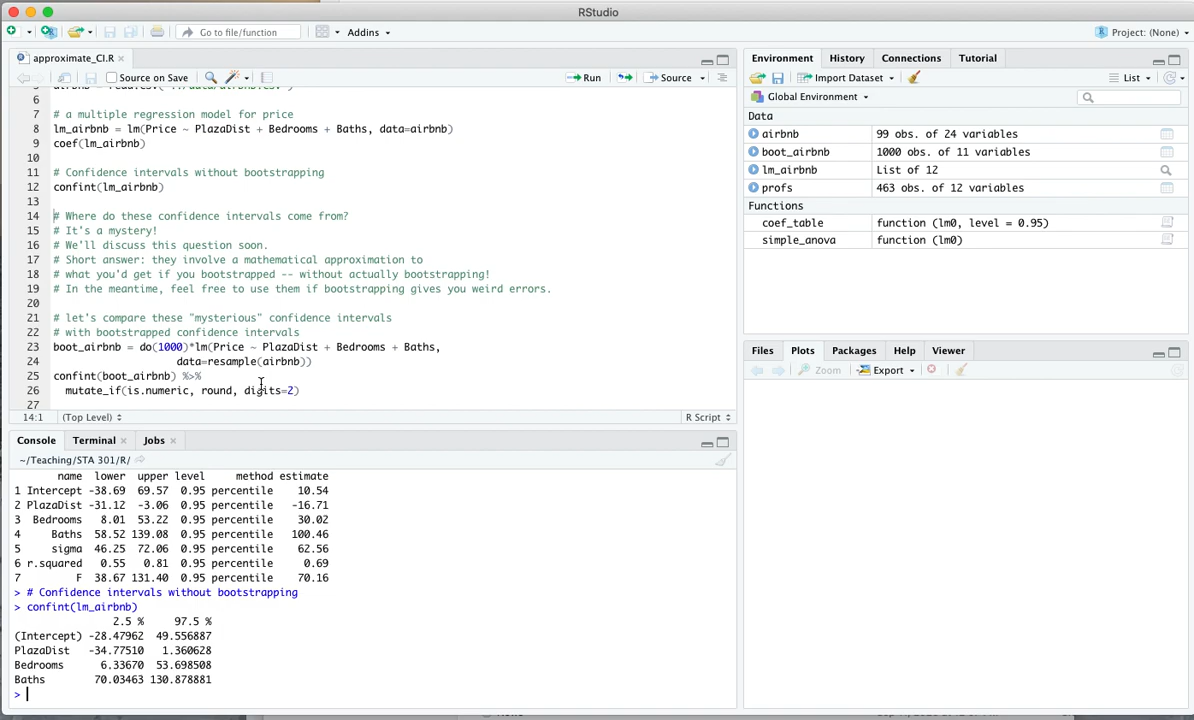 RStudio
Go to file/function
Addins
Project: (None)
approximate_CI.R
Source on Save
Run
Source
6
7 # a multiple regression model for price
8 lm_airbnb = lm(Price ~ PlazaDist + Bedrooms + Baths, data=airbnb)
9 coef(lm_airbnb)
10
11 # Confidence intervals without bootstrapping
12 confint(lm_airbnb)
13
14 # Where do these confidence intervals come from?
15 # It's a mystery!
16 # We'll discuss this question soon.
17 # Short answer: they involve a mathematical approximation to
18 # what you'd get if you bootstrapped -- without actually bootstrapping!
19 # In the meantime, feel free to use them if bootstrapping gives you weird errors.
20
21 # let's compare these "mysterious" confidence intervals
22 # with bootstrapped confidence intervals
23 boot_airbnb = do(1000)*lm(Price ~ PlazaDist + Bedrooms + Baths,
24 data=resample(airbnb))
25 confint(boot_airbnb) %>%
26 mutate_if(is.numeric, round, digits=2)
27
14:1 (Top Level) R Script
Console Terminal Jobs
~/Teaching/STA 301/R/
name lower upper level method estimate
1 Intercept -38.69 69.57 0.95 percentile 10.54
2 PlazaDist -31.12 -3.06 0.95 percentile -16.71
3 Bedrooms 8.01 53.22 0.95 percentile 30.02
4 Baths 58.52 139.08 0.95 percentile 100.46
5 sigma 46.25 72.06 0.95 percentile 62.56
6 r.squared 0.55 0.81 0.95 percentile 0.69
7 F 38.67 131.40 0.95 percentile 70.16
> # Confidence intervals without bootstrapping
> confint(lm_airbnb)
2.5 % 97.5 %
(Intercept) -28.47962 49.556887
PlazaDist -34.77510 1.360628
Bedrooms 6.33670 53.698508
Baths 70.03463 130.878881
>
Environment History Connections Tutorial
Import Dataset List
Global Environment
Data
airbnb 99 obs. of 24 variables
boot_airbnb 1000 obs. of 11 variables
lm_airbnb List of 12
profs 463 obs. of 12 variables
Functions
coef_table function (lm0, level = 0.95)
simple_anova function (lm0)
Files Plots Packages Help Viewer
Zoom Export